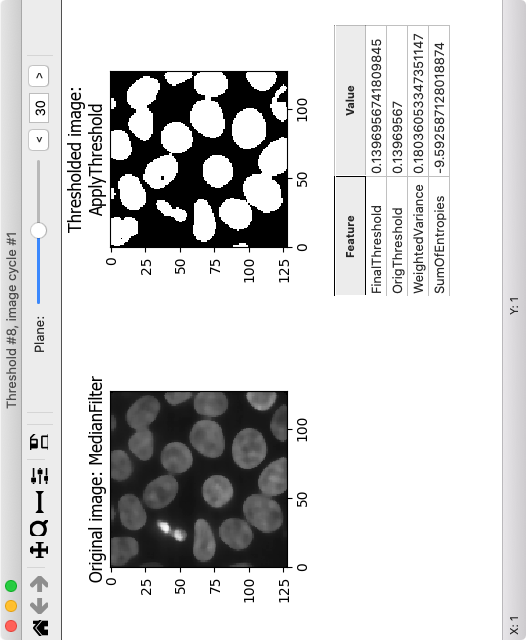 Threshold #8, image cycle #1
Plane:
< 30 >
Original image: MedianFilter
0
25
50
75
100
125
0 50 100
Thresholded image:
ApplyThreshold
0
25
50
75
100
125
0 50 100
Feature Value
FinalThreshold 0.1396956741809845
OrigThreshold 0.13969567
WeightedVariance 0.18036053347351147
SumOfEntropies -9.592587128018874
X: 1 Y: 1